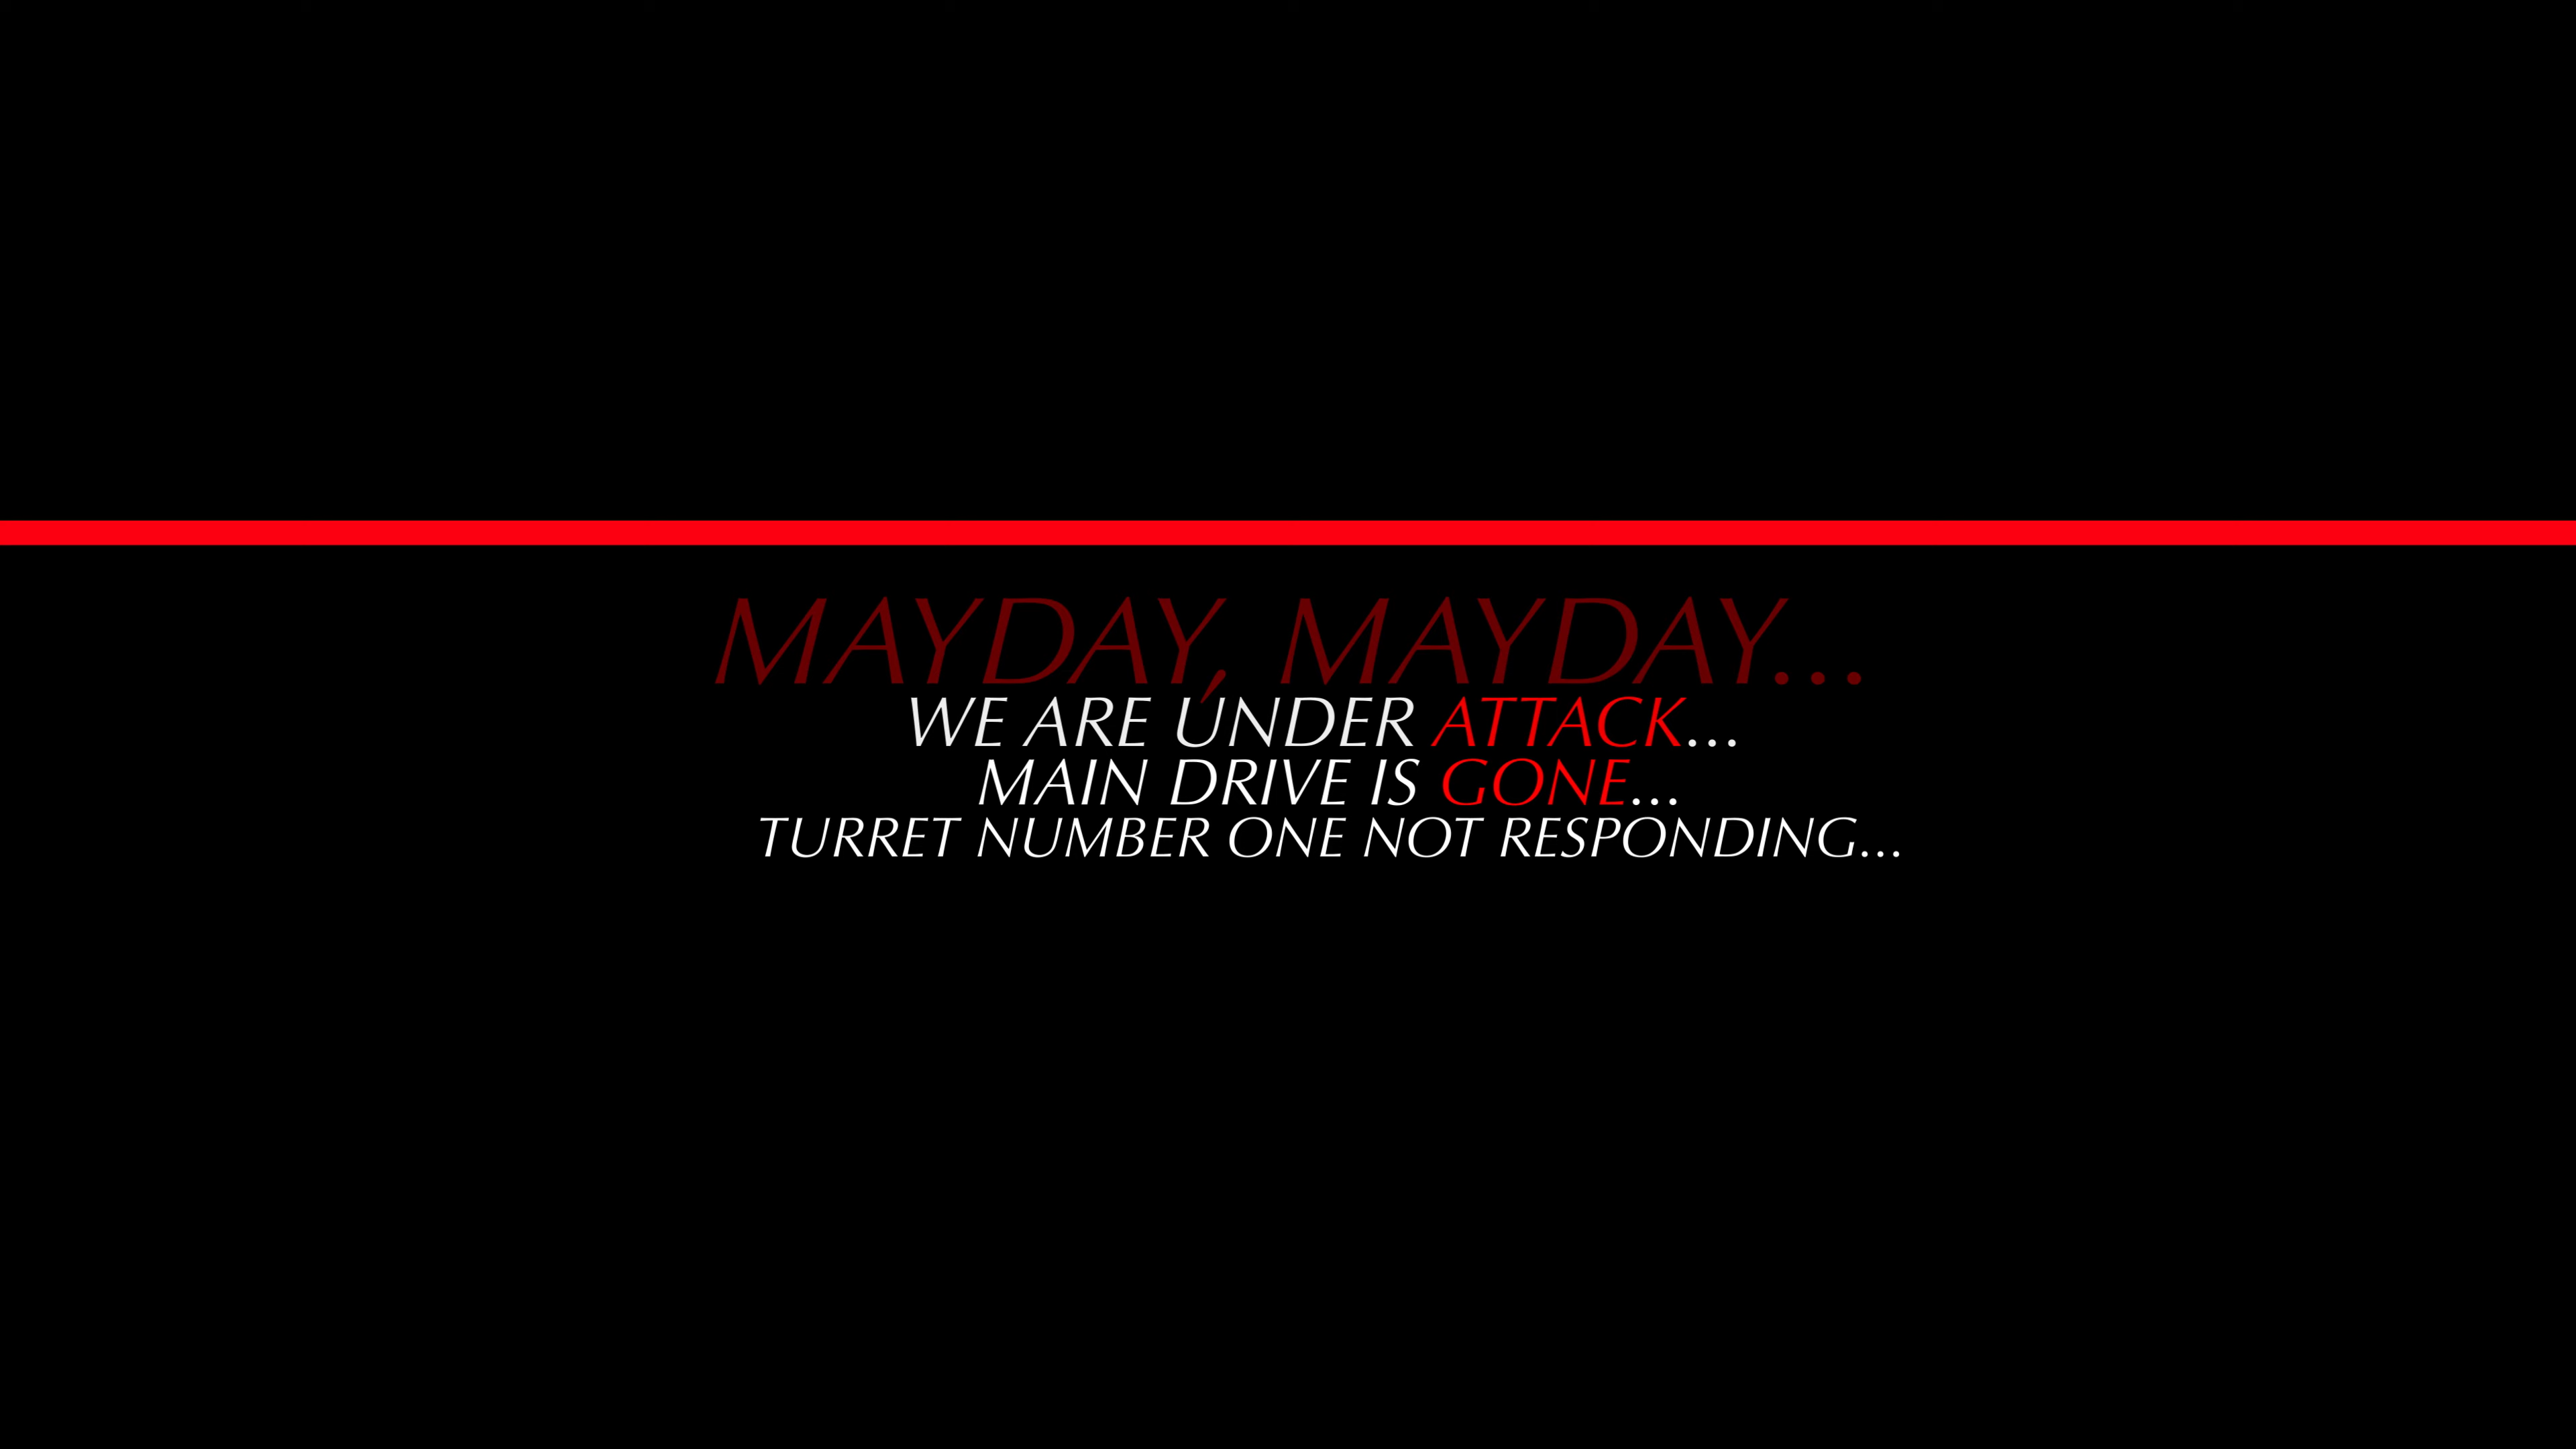 MAYDAY, MAYDAY...
WE ARE UNDER ATTACK...
MAIN DRIVE IS GONE...
TURRET NUMBER ONE NOT RESPONDING...